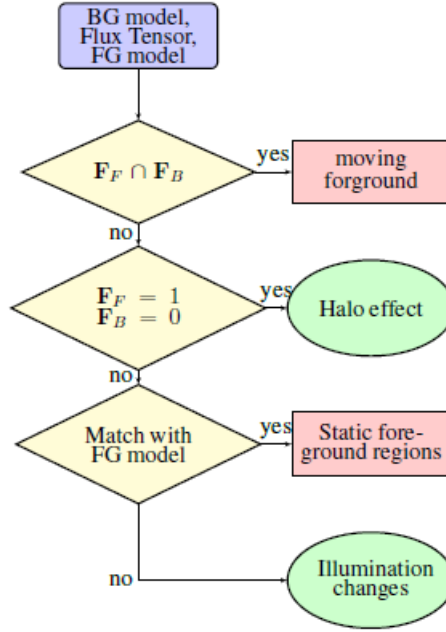 BG model,
Flux Tensor,
FG model
F_F ∩ F_B
yes
moving
forground
no
F_F = 1
F_B = 0
yes
Halo effect
no
Match with
FG model
yes
Static fore-
ground regions
no
Illumination
changes